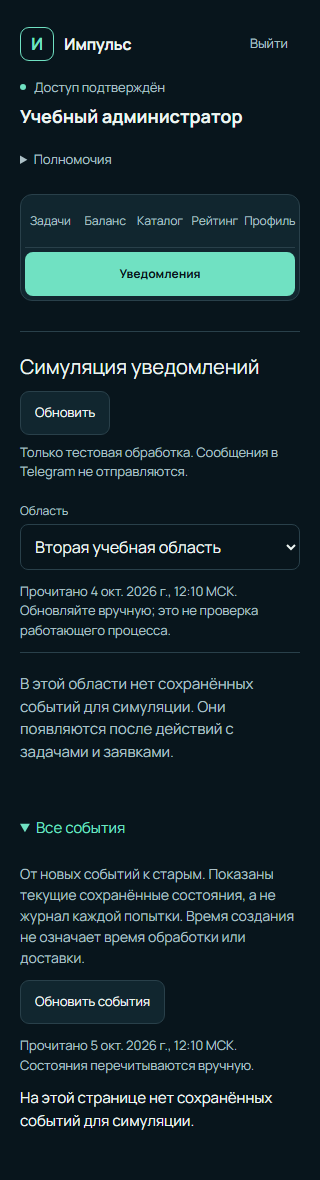 И Импульс Выйти
Доступ подтверждён
Учебный администратор
Полномочия
Задачи Баланс Каталог Рейтинг Профиль
Уведомления
Симуляция уведомлений
Обновить
Только тестовая обработка. Сообщения в
Telegram не отправляются.
Область
Вторая учебная область
Прочитано 4 окт. 2026 г., 12:10 МСК.
Обновляйте вручную; это не проверка
работающего процесса.
В этой области нет сохранённых
событий для симуляции. Они
появляются после действий с
задачами и заявками.
Все события
От новых событий к старым. Показаны
текущие сохранённые состояния, а не
журнал каждой попытки. Время создания
не означает время обработки или
доставки.
Обновить события
Прочитано 5 окт. 2026 г., 12:10 МСК.
Состояния перечитываются вручную.
На этой странице нет сохранённых
событий для симуляции.